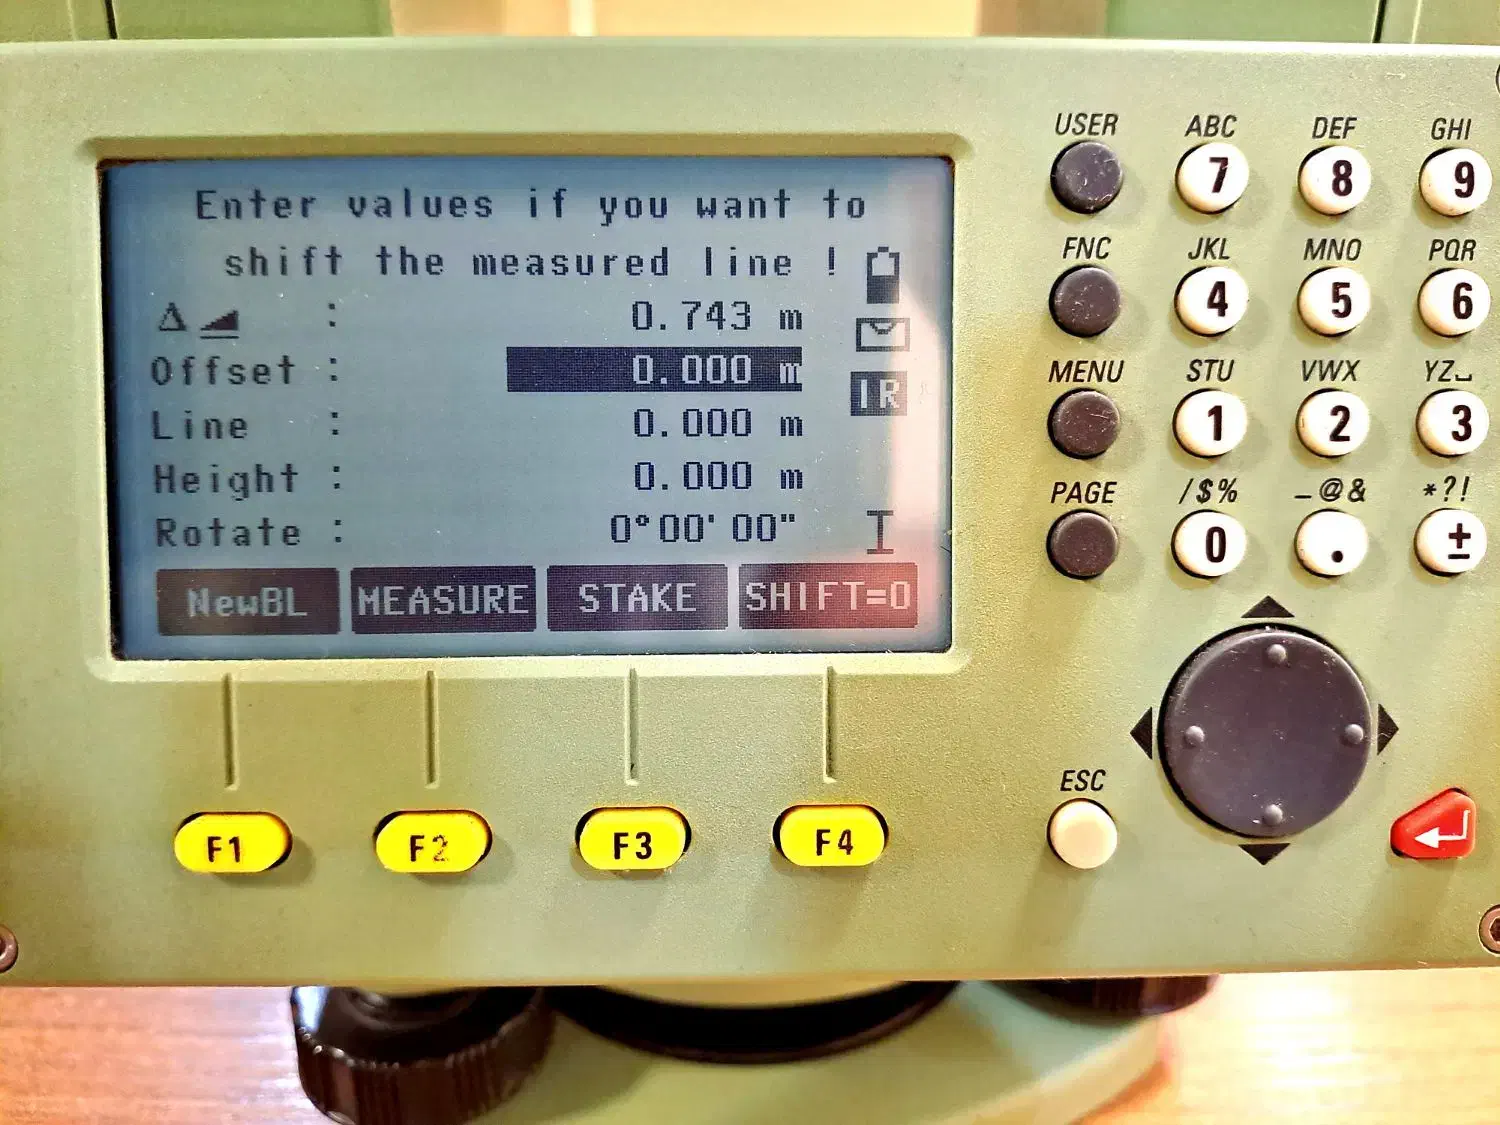 Enter values if you want to
shift the measured line !
Δ : 0.743 m
Offset : 0.000 m
Line : 0.000 m
Height : 0.000 m
Rotate : 0°00'00"
IR
I
NewBL MEASURE STAKE SHIFT=0
F1 F2 F3 F4
USER ABC DEF GHI
7 8 9
FNC JKL MNO PQR
4 5 6
MENU STU VWX YZ⎵
1 2 3
PAGE /$% _@& *?!
0 . ±
ESC